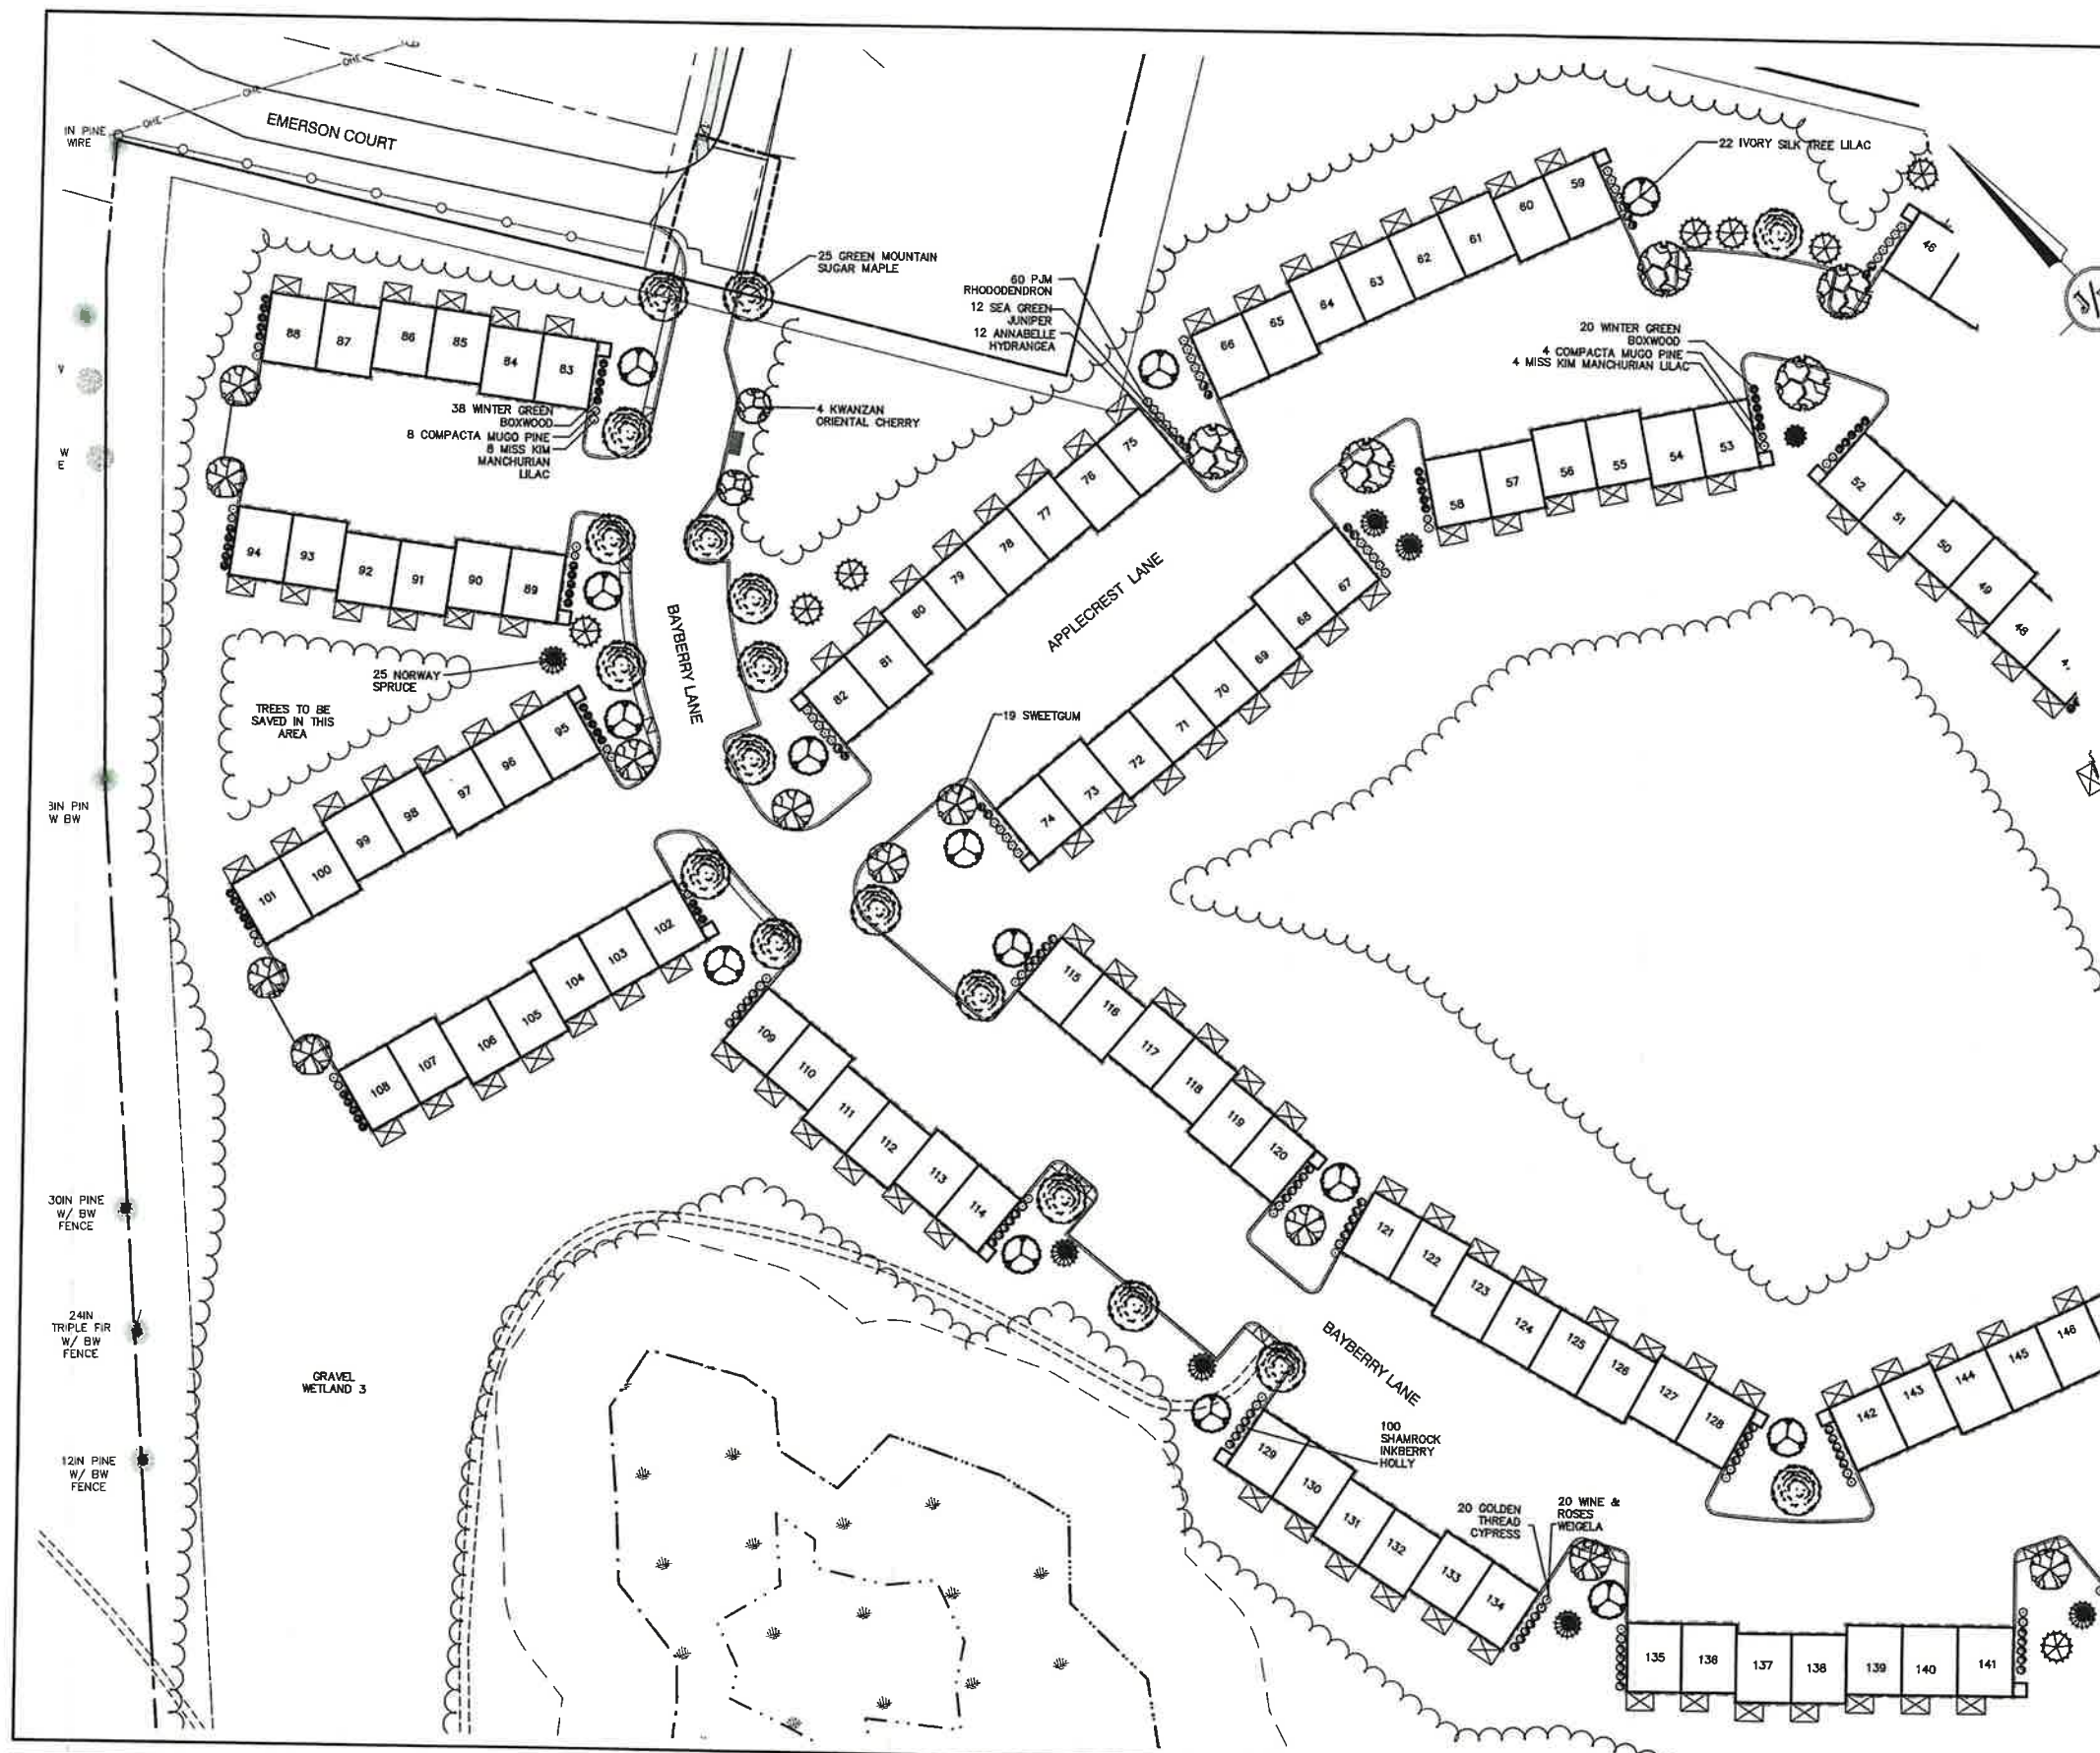 OHE
OHE
OHE
IN PINE
WIRE
EMERSON COURT
22 IVORY SILK TREE LILAC
25 GREEN MOUNTAIN
SUGAR MAPLE
60 PJM
RHODODENDRON
12 SEA GREEN
JUNIPER
12 ANNABELLE
HYDRANGEA
20 WINTER GREEN
BOXWOOD
4 COMPACTA MUGO PINE
4 MISS KIM MANCHURIAN LILAC
59
60
61
62
63
64
65
66
46
88
87
86
85
84
83
V
W
E
38 WINTER GREEN
BOXWOOD
8 COMPACTA MUGO PINE
8 MISS KIM
MANCHURIAN
LILAC
4 KWANZAN
ORIENTAL CHERRY
75
76
77
78
79
80
81
82
58
57
56
55
54
53
52
51
50
49
48
94
93
92
91
90
89
BAYBERRY LANE
APPLECREST LANE
67
68
69
70
71
72
73
74
25 NORWAY
SPRUCE
TREES TO BE
SAVED IN THIS
AREA
19 SWEETGUM
3IN PIN
W BW
95
96
97
98
99
100
101
102
103
104
105
106
107
108
109
110
111
112
113
114
115
116
117
118
119
120
121
122
123
124
125
126
127
128
30IN PINE
W/ BW
FENCE
24IN
TRIPLE FIR
W/ BW
FENCE
12IN PINE
W/ BW
FENCE
GRAVEL
WETLAND 3
BAYBERRY LANE
100
SHAMROCK
INKBERRY
HOLLY
20 GOLDEN
THREAD
CYPRESS
20 WINE &
ROSES
WEIGELA
129
130
131
132
133
134
135
136
137
138
139
140
141
142
143
144
145
146